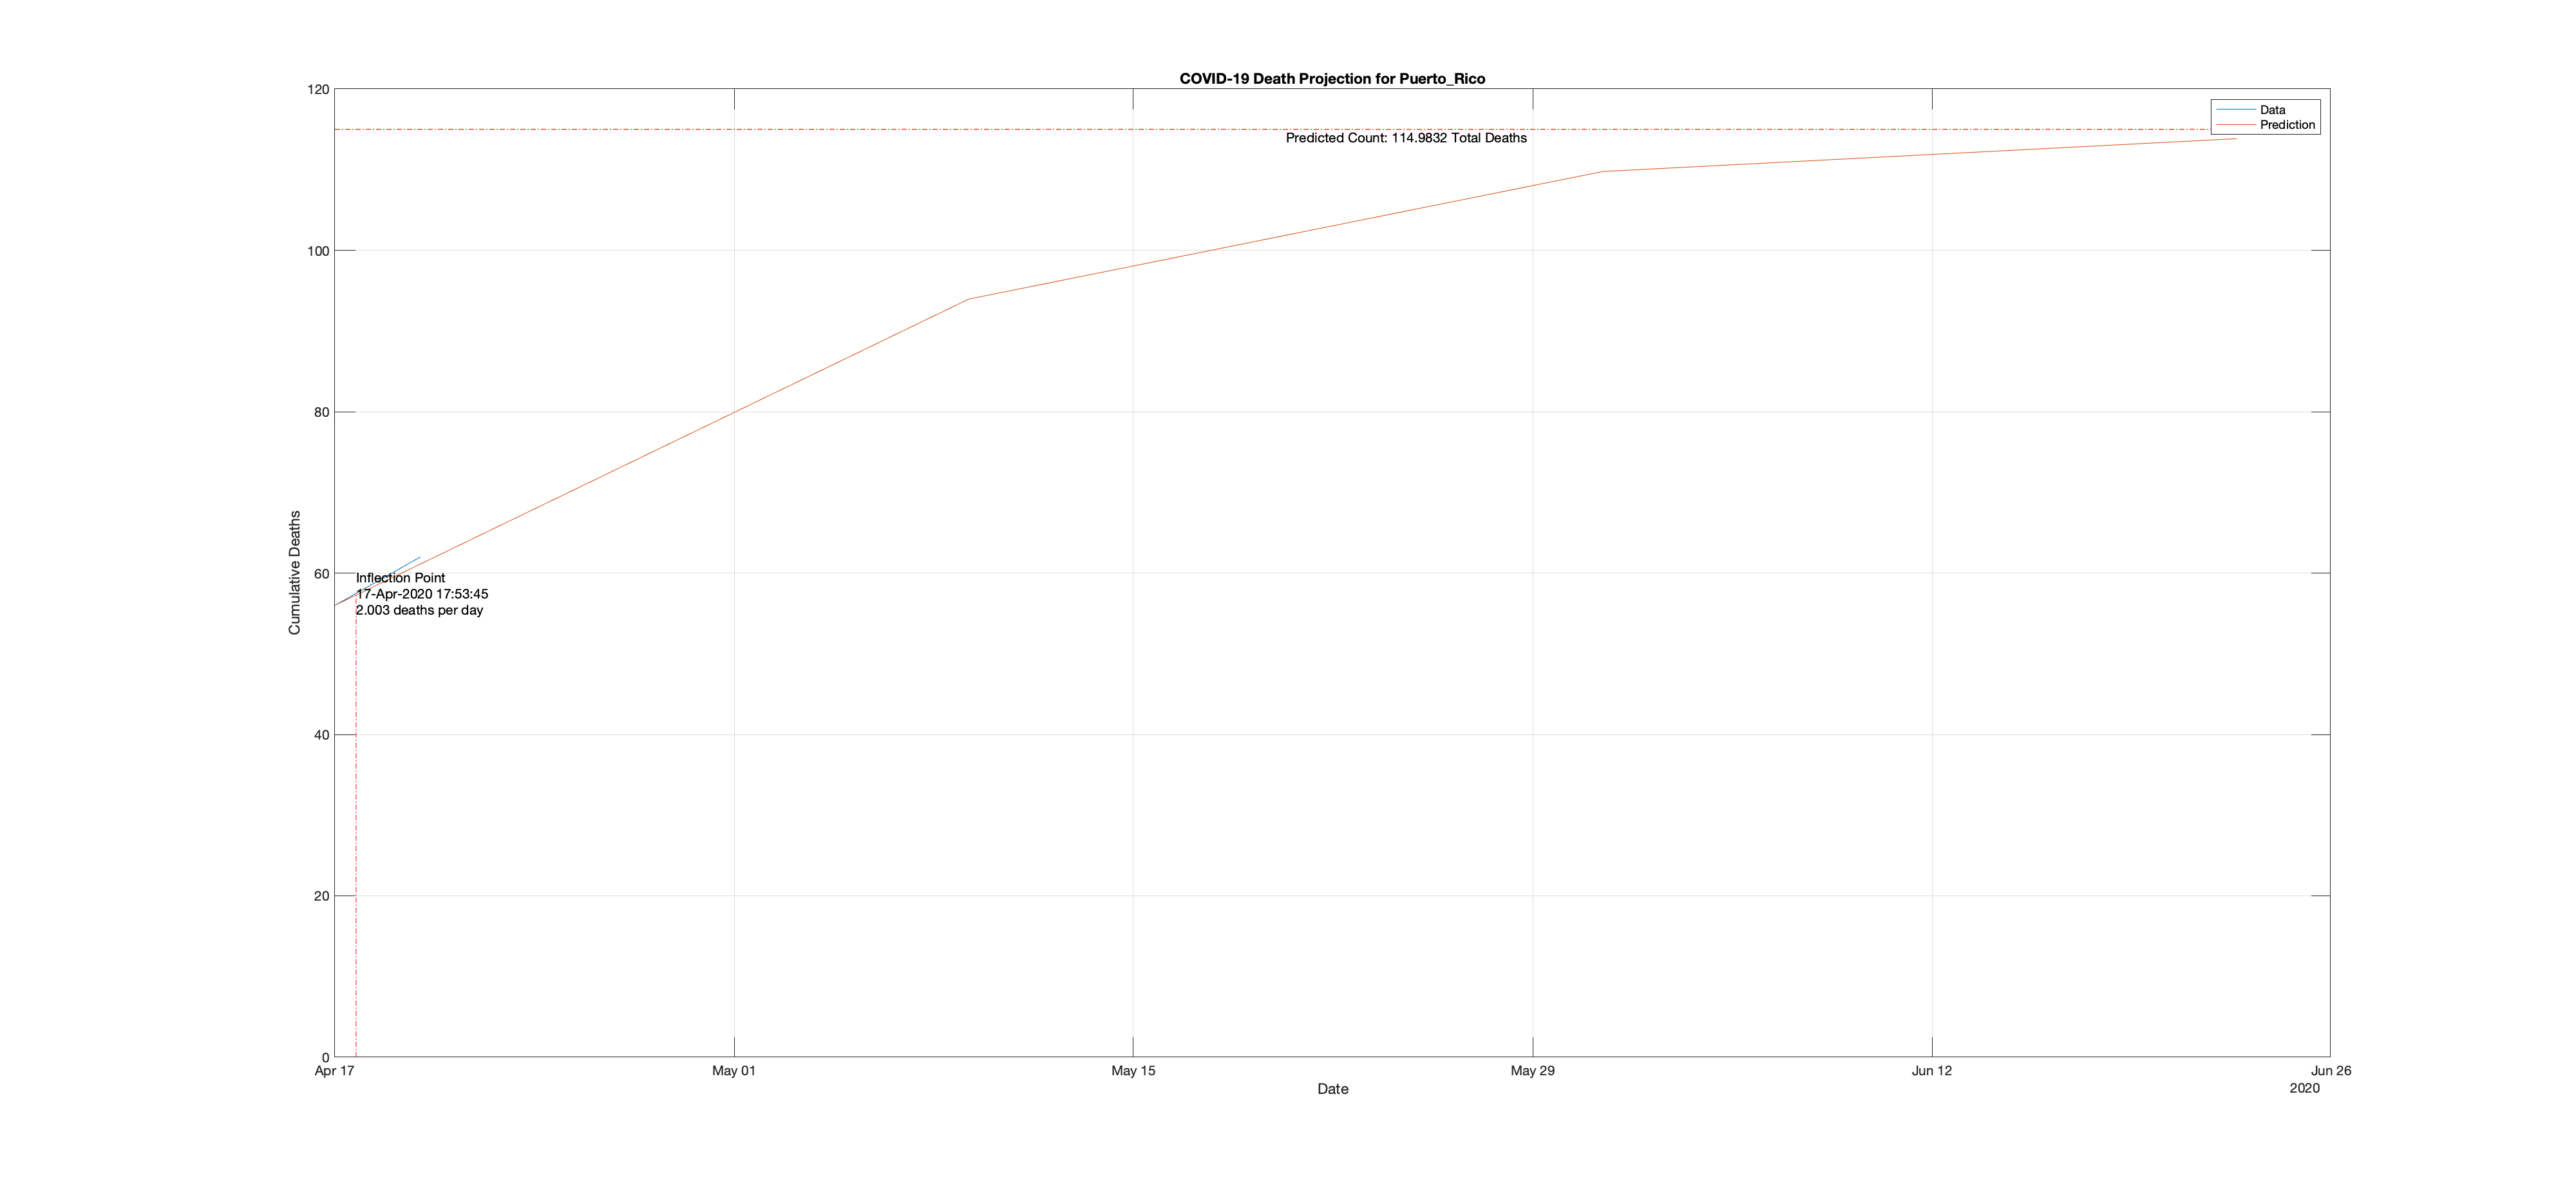 COVID-19 Death Projection for Puerto_Rico
120
Data
Prediction
Predicted Count: 114.9832 Total Deaths
100
80
60
Inflection Point
17-Apr-2020 17:53:45
2.003 deaths per day
Cumulative Deaths
40
20
0
Apr 17
May 01
May 15
May 29
Jun 12
Jun 26
Date
2020